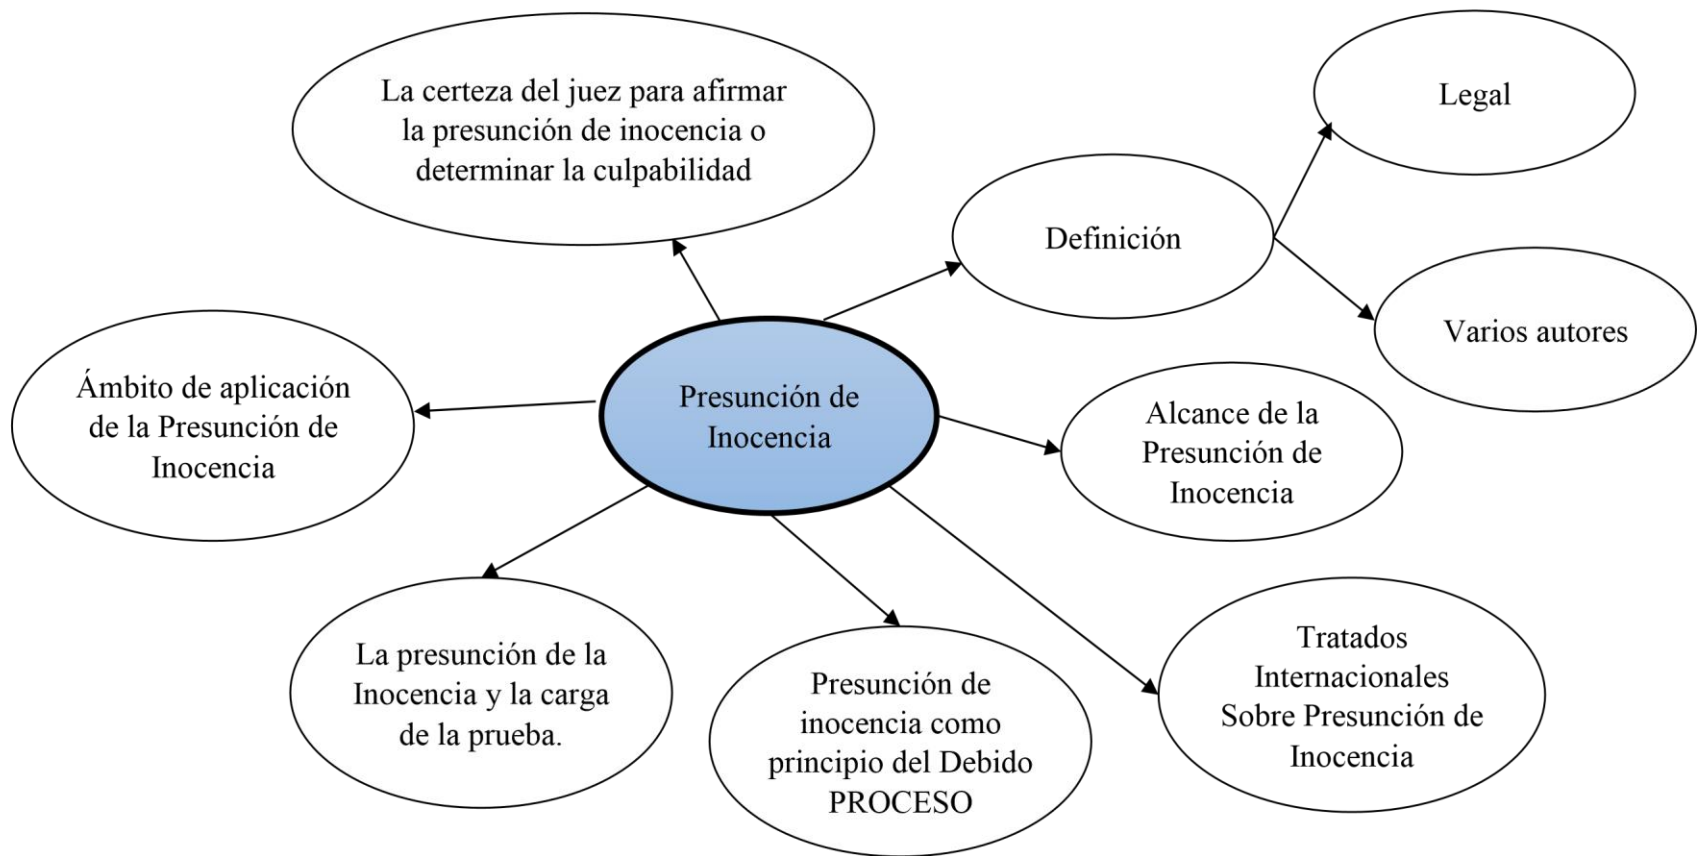 La certeza del juez para afirmar
la presunción de inocencia o
determinar la culpabilidad
Legal
Definición
Varios autores
Ámbito de aplicación
de la Presunción de
Inocencia
Presunción de
Inocencia
Alcance de la
Presunción de
Inocencia
La presunción de la
Inocencia y la carga
de la prueba.
Presunción de
inocencia como
principio del Debido
PROCESO
Tratados
Internacionales
Sobre Presunción de
Inocencia